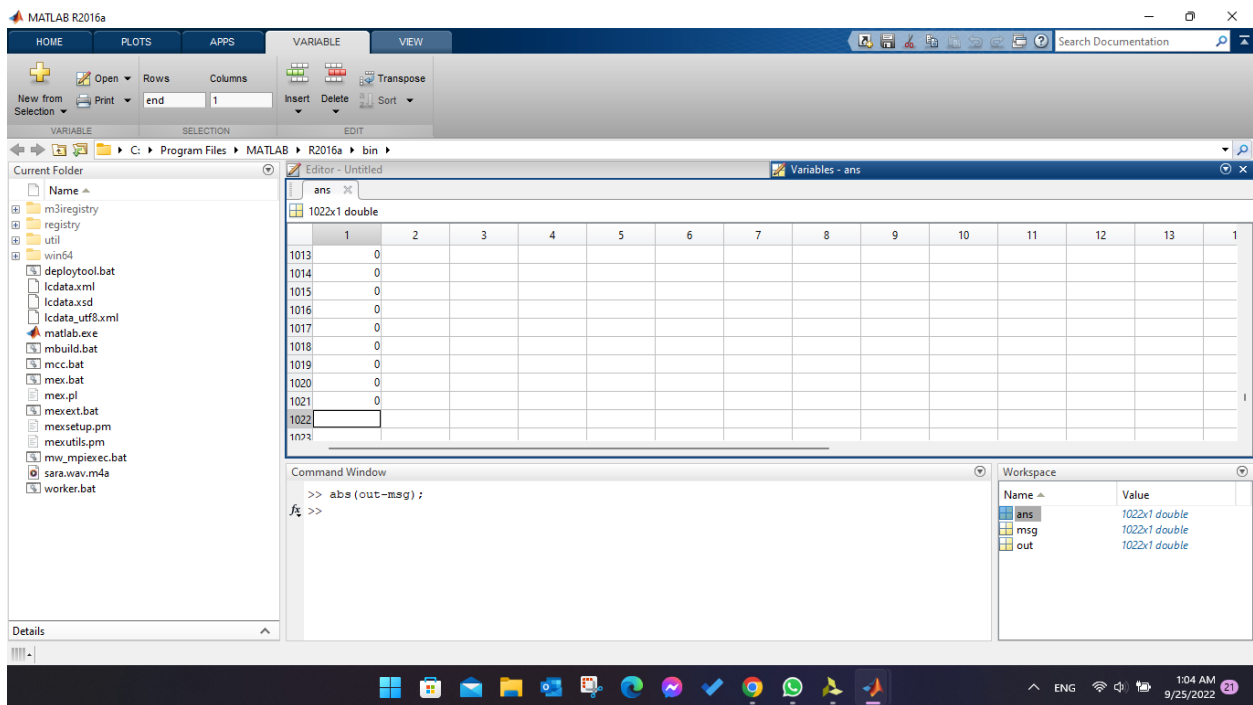 MATLAB R2016a
HOME PLOTS APPS VARIABLE VIEW Search Documentation
New from Selection Open Print Rows Columns end 1 Insert Delete Transpose Sort
VARIABLE SELECTION EDIT
C: Program Files MATLAB R2016a bin
Current Folder
Name
m3iregistry
registry
util
win64
deploytool.bat
lcdata.xml
lcdata.xsd
lcdata_utf8.xml
matlab.exe
mbuild.bat
mcc.bat
mex.bat
mex.pl
mexext.bat
mexsetup.pm
mexutils.pm
mw_mpiexec.bat
sara.wav.m4a
worker.bat
Details
Editor - Untitled
Variables - ans
ans
1022x1 double
1 2 3 4 5 6 7 8 9 10 11 12 13 1
1013 0
1014 0
1015 0
1016 0
1017 0
1018 0
1019 0
1020 0
1021 0
1022
1023
Command Window
>> abs(out-msg);
fx >>
Workspace
Name Value
ans 1022x1 double
msg 1022x1 double
out 1022x1 double
ENG 1:04 AM
9/25/2022 21